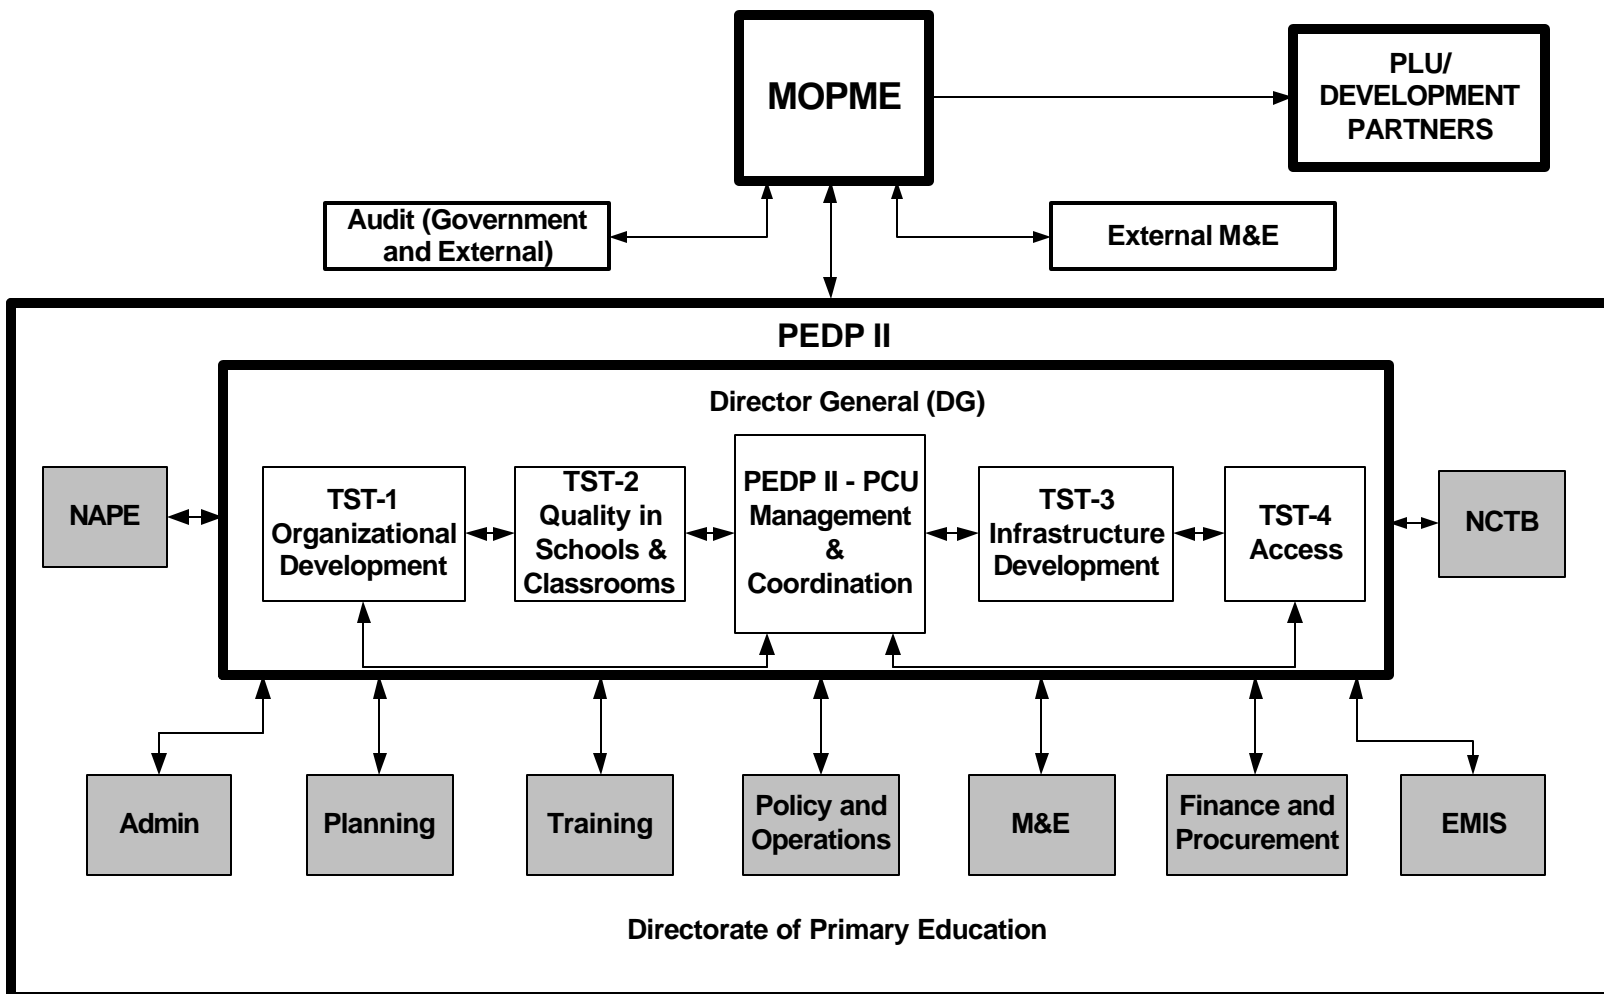 MOPME
PLU/
DEVELOPMENT
PARTNERS
Audit (Government
and External)
External M&E
PEDP II
Director General (DG)
NAPE
TST-1
Organizational
Development
TST-2
Quality in
Schools &
Classrooms
PEDP II - PCU
Management
&
Coordination
TST-3
Infrastructure
Development
TST-4
Access
NCTB
Admin
Planning
Training
Policy and
Operations
M&E
Finance and
Procurement
EMIS
Directorate of Primary Education